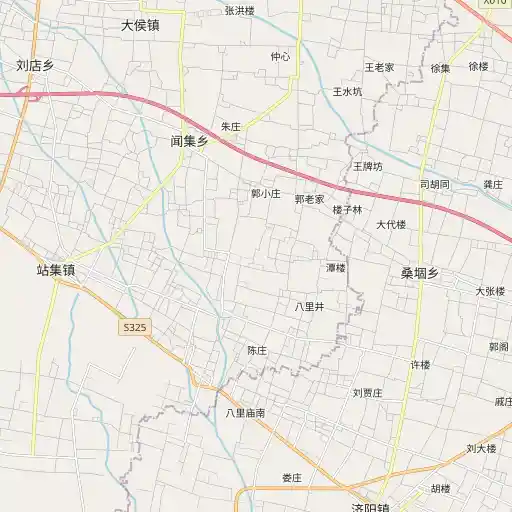 X010
张洪楼
大侯镇
仲心
刘店乡
王老家
徐集
徐楼
王水坑
朱庄
闻集乡
王牌坊
司胡同
龚庄
郭小庄
郭老家
楼子林
大代楼
站集镇
潭楼
桑堌乡
大张楼
八里井
S325
郭阁
陈庄
许楼
刘贾庄
戚庄
八里庙南
刘大楼
娄庄
胡楼
济阳镇